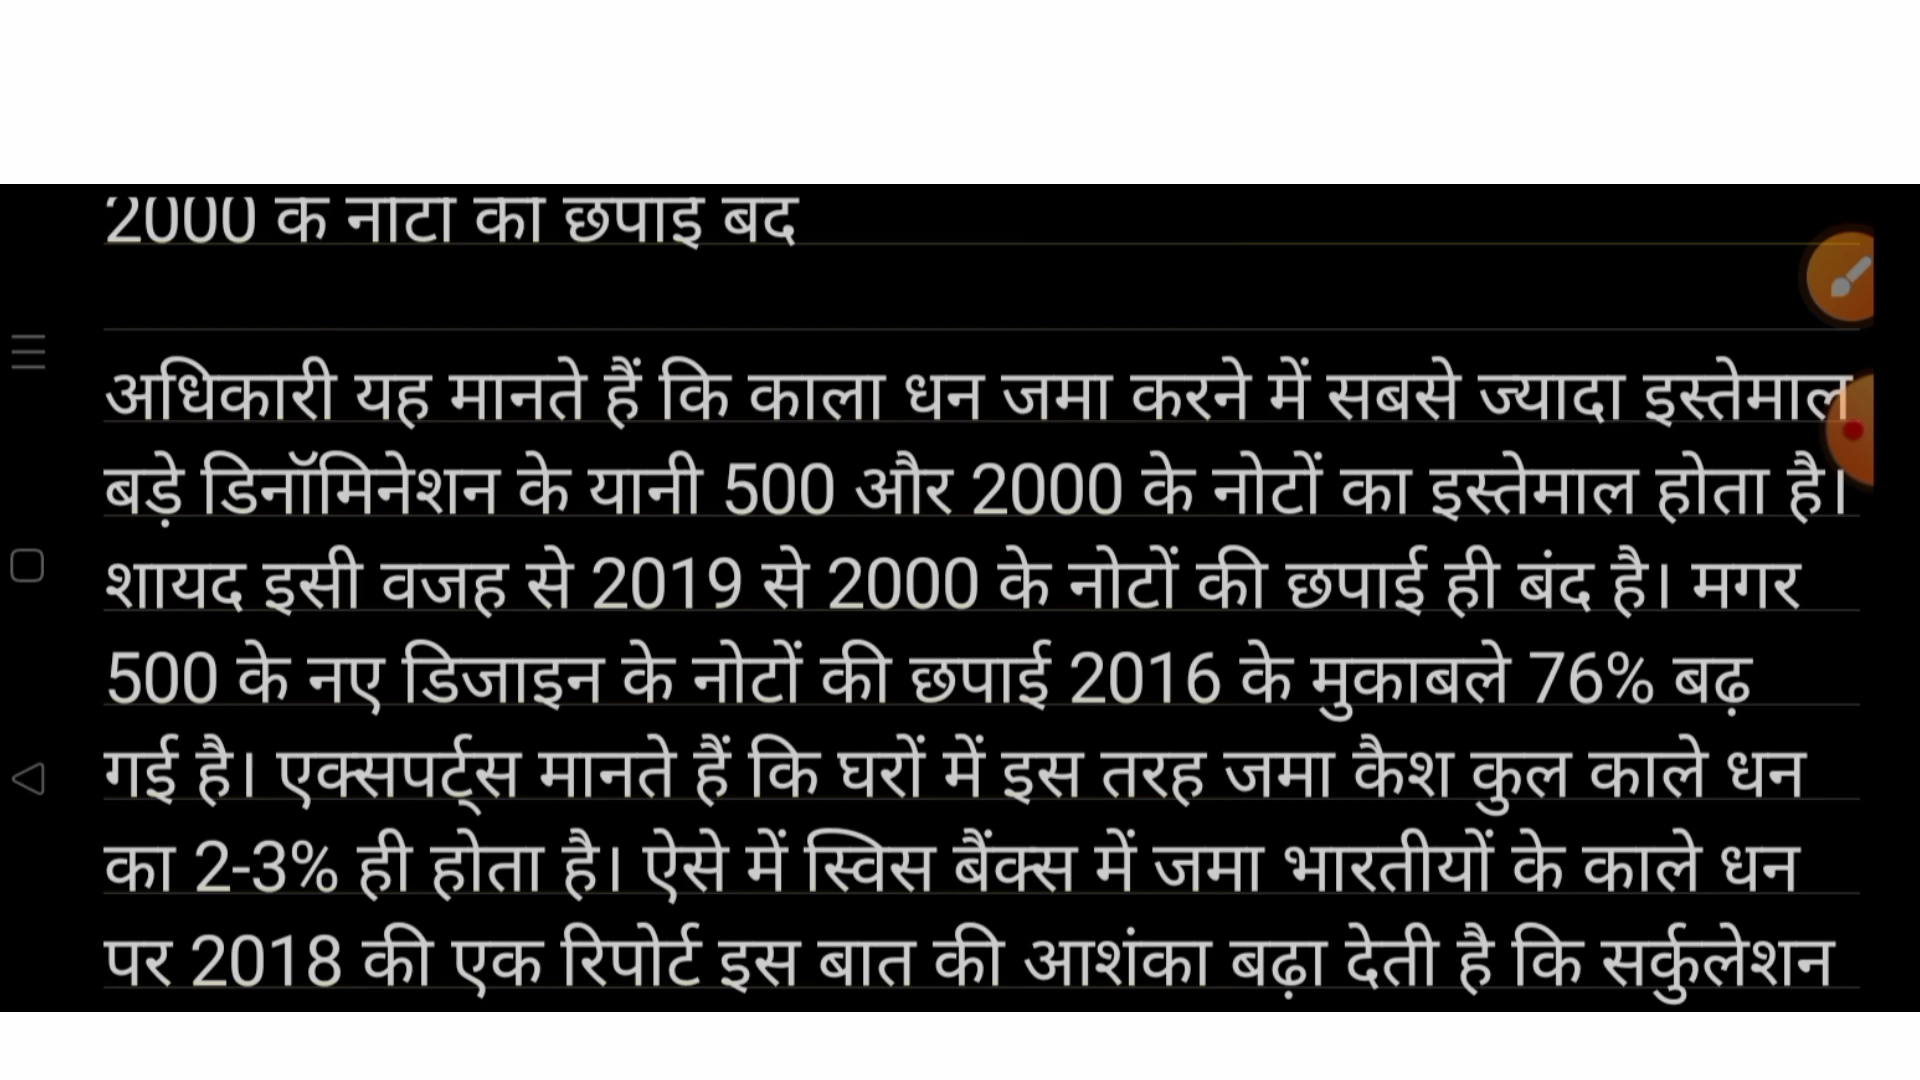 2000 के नोटों की छपाई बंद
अधिकारी यह मानते हैं कि काला धन जमा करने में सबसे ज्यादा इस्तेमाल
बड़े डिनॉमिनेशन के यानी 500 और 2000 के नोटों का इस्तेमाल होता है।
शायद इसी वजह से 2019 से 2000 के नोटों की छपाई ही बंद है। मगर
500 के नए डिजाइन के नोटों की छपाई 2016 के मुकाबले 76% बढ़
गई है। एक्सपर्ट्स मानते हैं कि घरों में इस तरह जमा कैश कुल काले धन
का 2-3% ही होता है। ऐसे में स्विस बैंक्स में जमा भारतीयों के काले धन
पर 2018 की एक रिपोर्ट इस बात की आशंका बढ़ा देती है कि सर्कुलेशन